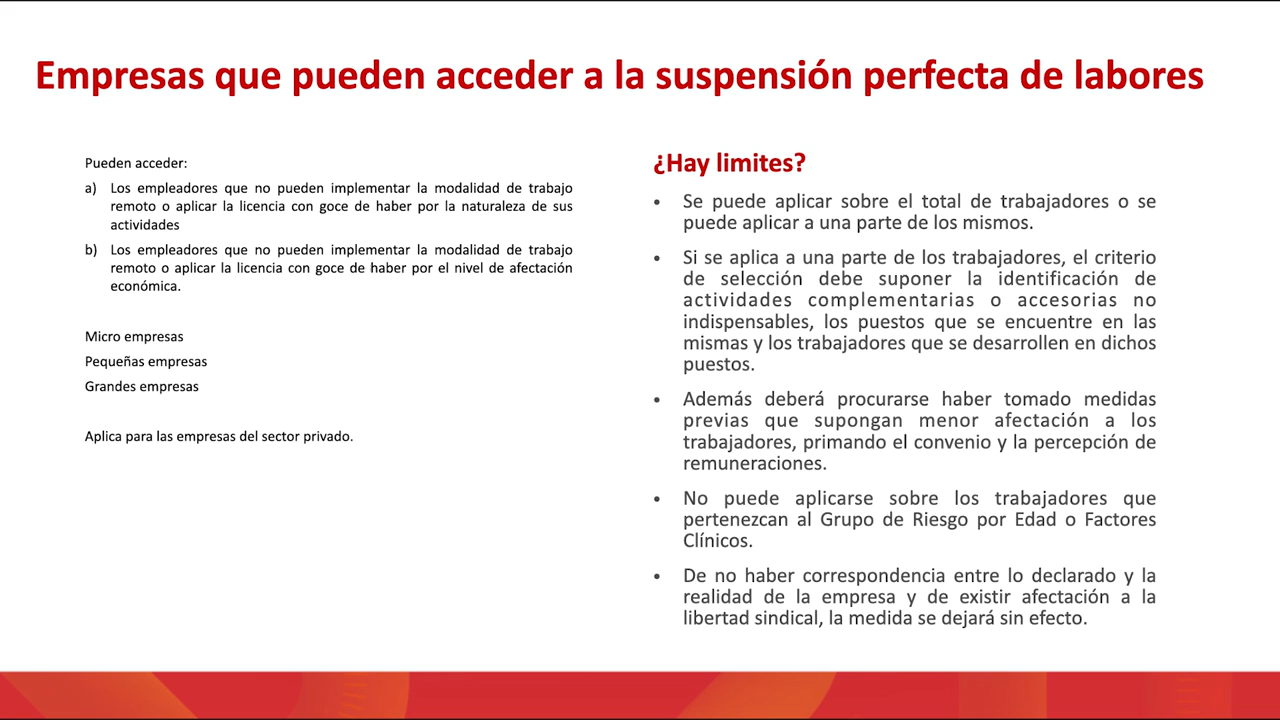 Empresas que pueden acceder a la suspensión perfecta de labores
Pueden acceder:
a) Los empleadores que no pueden implementar la modalidad de trabajo
remoto o aplicar la licencia con goce de haber por la naturaleza de sus
actividades
b) Los empleadores que no pueden implementar la modalidad de trabajo
remoto o aplicar la licencia con goce de haber por el nivel de afectación
económica.
Micro empresas
Pequeñas empresas
Grandes empresas
Aplica para las empresas del sector privado.
¿Hay limites?
• Se puede aplicar sobre el total de trabajadores o se
puede aplicar a una parte de los mismos.
• Si se aplica a una parte de los trabajadores, el criterio
de selección debe suponer la identificación de
actividades complementarias o accesorias no
indispensables, los puestos que se encuentre en las
mismas y los trabajadores que se desarrollen en dichos
puestos.
• Además deberá procurarse haber tomado medidas
previas que supongan menor afectación a los
trabajadores, primando el convenio y la percepción de
remuneraciones.
• No puede aplicarse sobre los trabajadores que
pertenezcan al Grupo de Riesgo por Edad o Factores
Clínicos.
• De no haber correspondencia entre lo declarado y la
realidad de la empresa y de existir afectación a la
libertad sindical, la medida se dejará sin efecto.